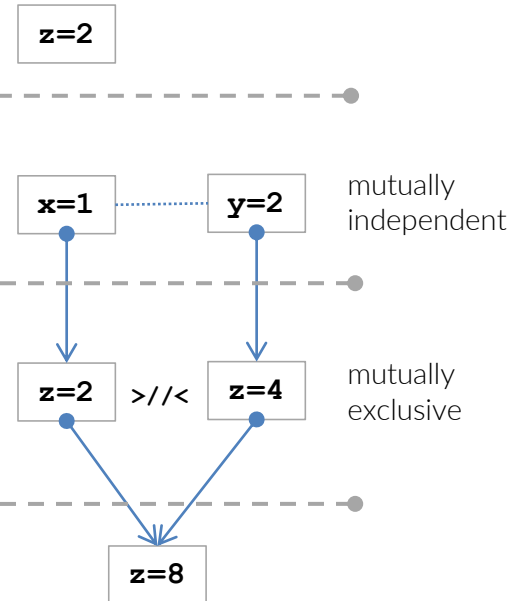 z=2
x=1
y=2
mutually
independent
z=2
>//<
z=4
mutually
exclusive
z=8